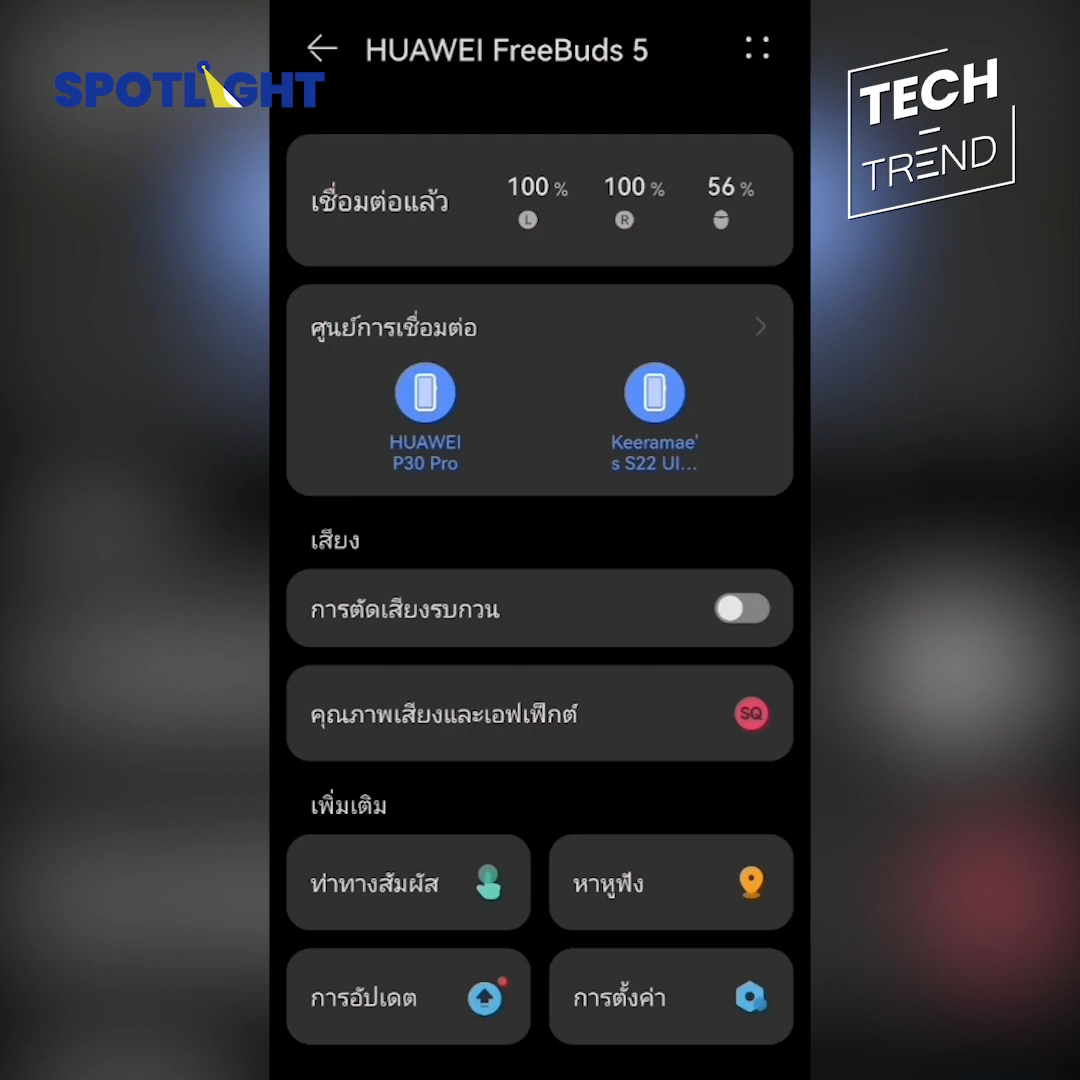 HUAWEI FreeBuds 5
SPOTLIGHT
TECH
TREND
เชื่อมต่อแล้ว
100 % 100 % 56 %
L R
ศูนย์การเชื่อมต่อ
HUAWEI
P30 Pro
Keeramae'
s S22 Ul...
เสียง
การตัดเสียงรบกวน
คุณภาพเสียงและเอฟเฟ็กต์ SQ
เพิ่มเติม
ท่าทางสัมผัส
หาหูฟัง
การอัปเดต
การตั้งค่า